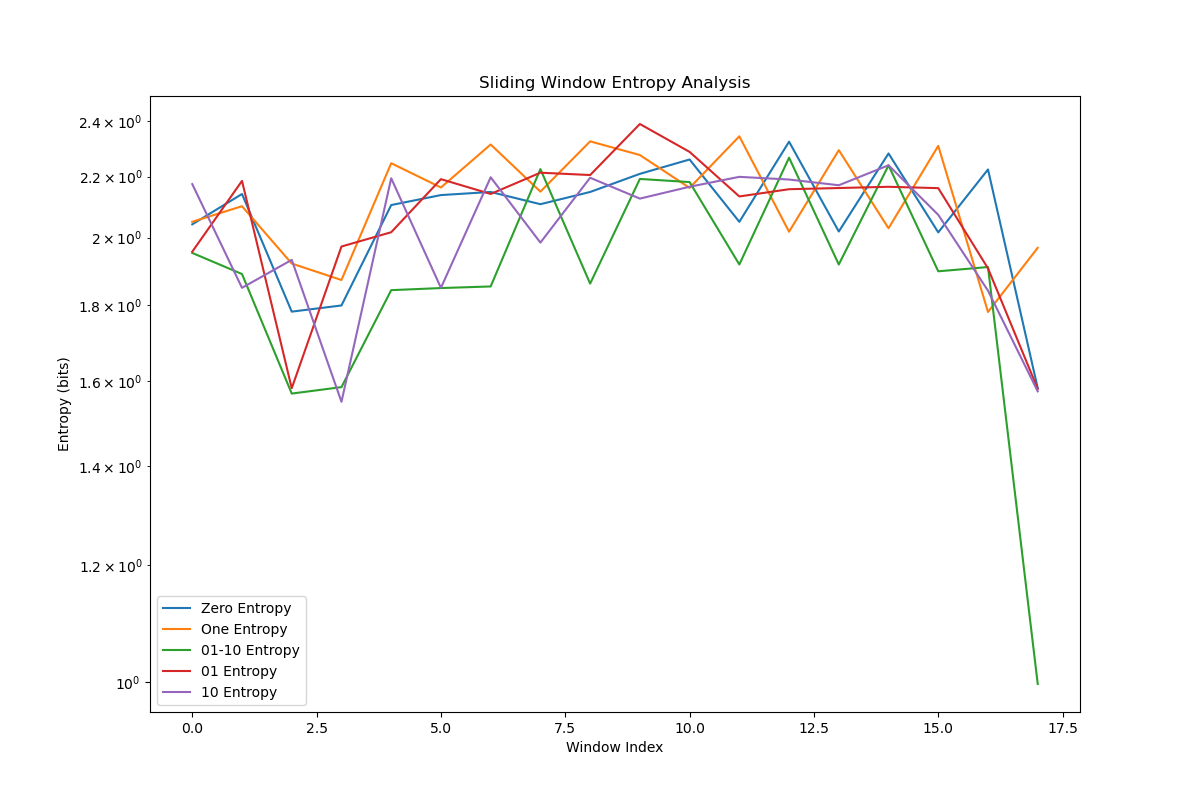 Sliding Window Entropy Analysis
2.4 × 10⁰
2.2 × 10⁰
2 × 10⁰
1.8 × 10⁰
1.6 × 10⁰
1.4 × 10⁰
1.2 × 10⁰
10⁰
Entropy (bits)
Zero Entropy
One Entropy
01-10 Entropy
01 Entropy
10 Entropy
0.0 2.5 5.0 7.5 10.0 12.5 15.0 17.5
Window Index